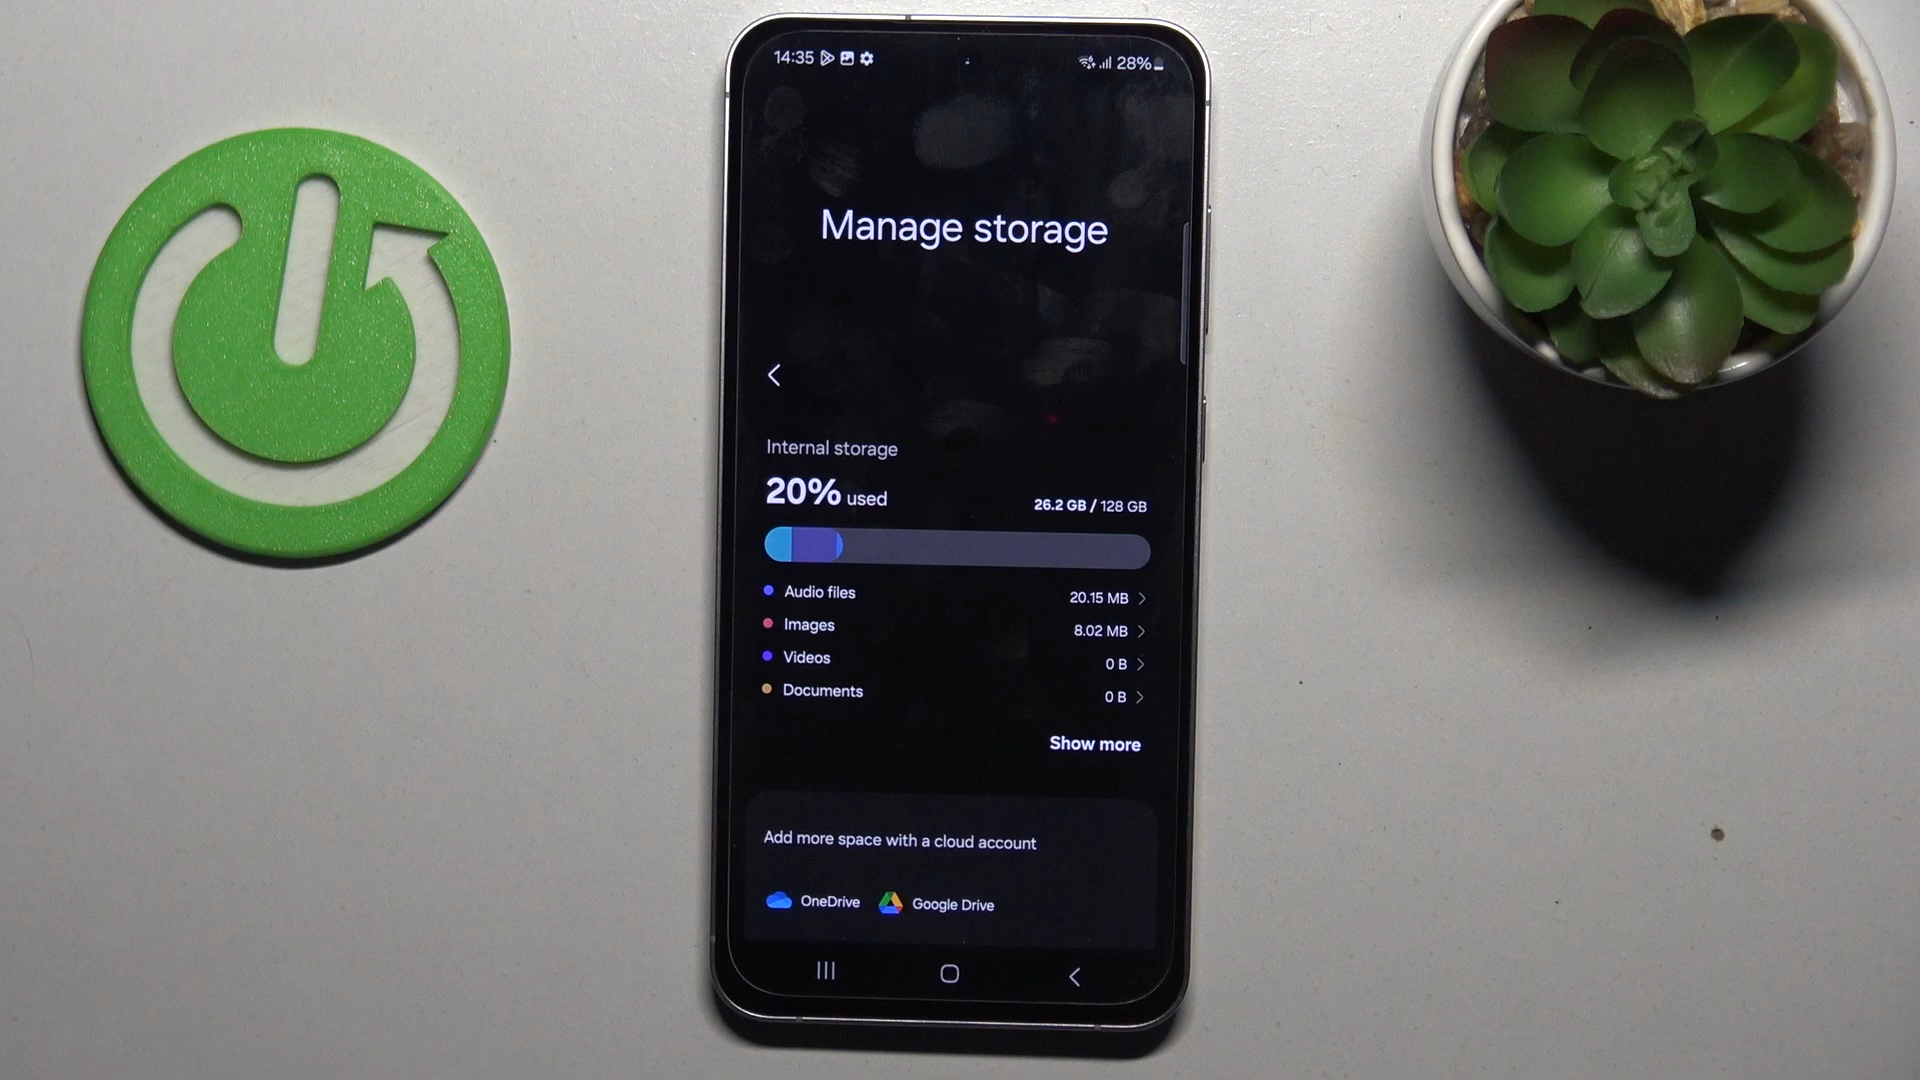 14:35 28%
Manage storage
Internal storage
20% used 26.2 GB / 128 GB
Audio files 20.15 MB
Images 8.02 MB
Videos 0 B
Documents 0 B
Show more
Add more space with a cloud account
OneDrive Google Drive